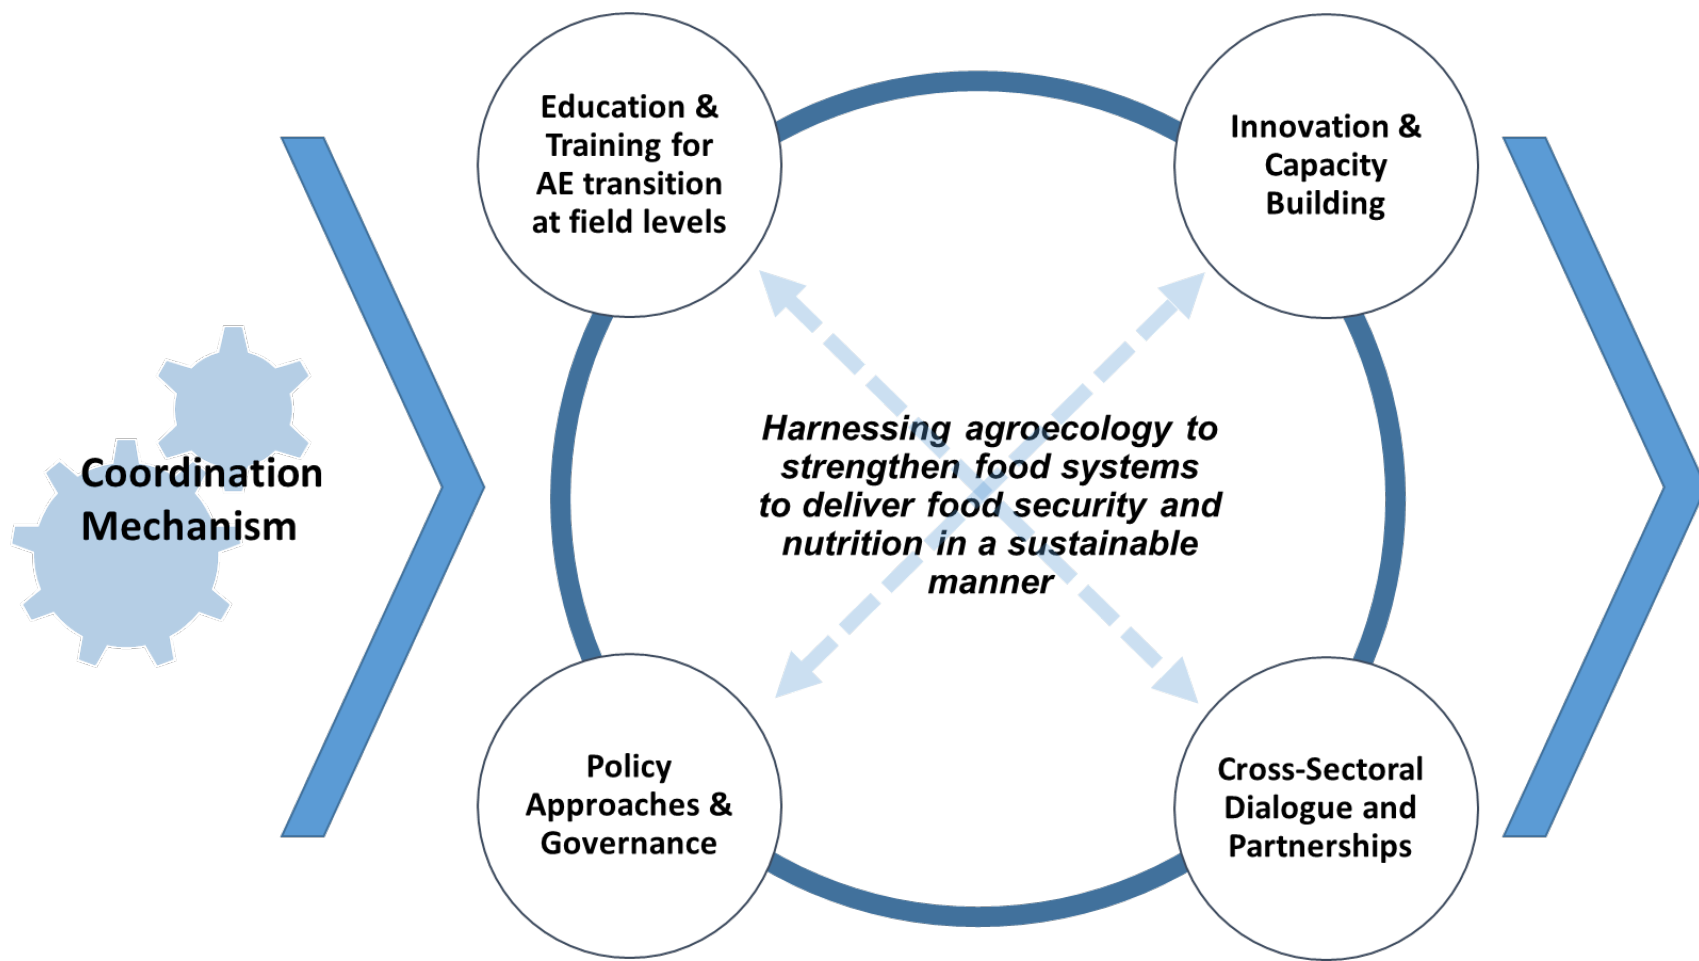 Education &
Training for
AE transition
at field levels
Innovation &
Capacity
Building
Coordination
Mechanism
Harnessing agroecology to
strengthen food systems
to deliver food security and
nutrition in a sustainable
manner
Policy
Approaches &
Governance
Cross-Sectoral
Dialogue and
Partnerships